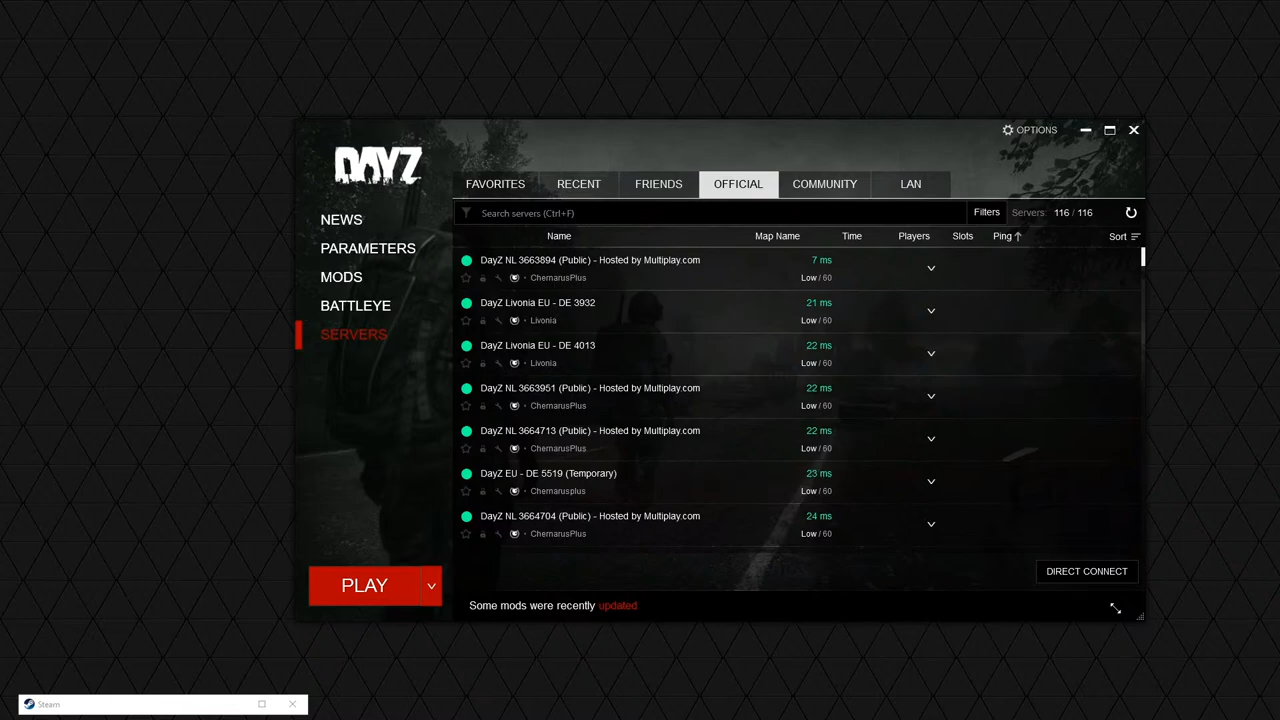 OPTIONS
DAYZ
FAVORITES RECENT FRIENDS OFFICIAL COMMUNITY LAN
NEWS
PARAMETERS
MODS
BATTLEYE
SERVERS
Search servers (Ctrl+F) Filters Servers: 116 / 116
Name Map Name Time Players Slots Ping Sort
DayZ NL 3663894 (Public) - Hosted by Multiplay.com 7 ms
• ChernarusPlus Low / 60
DayZ Livonia EU - DE 3932 21 ms
• Livonia Low / 60
DayZ Livonia EU - DE 4013 22 ms
• Livonia Low / 60
DayZ NL 3663951 (Public) - Hosted by Multiplay.com 22 ms
• ChernarusPlus Low / 60
DayZ NL 3664713 (Public) - Hosted by Multiplay.com 22 ms
• ChernarusPlus Low / 60
DayZ EU - DE 5519 (Temporary) 23 ms
• Chernarusplus Low / 60
DayZ NL 3664704 (Public) - Hosted by Multiplay.com 24 ms
• ChernarusPlus Low / 60
DIRECT CONNECT
PLAY
Some mods were recently updated
Steam